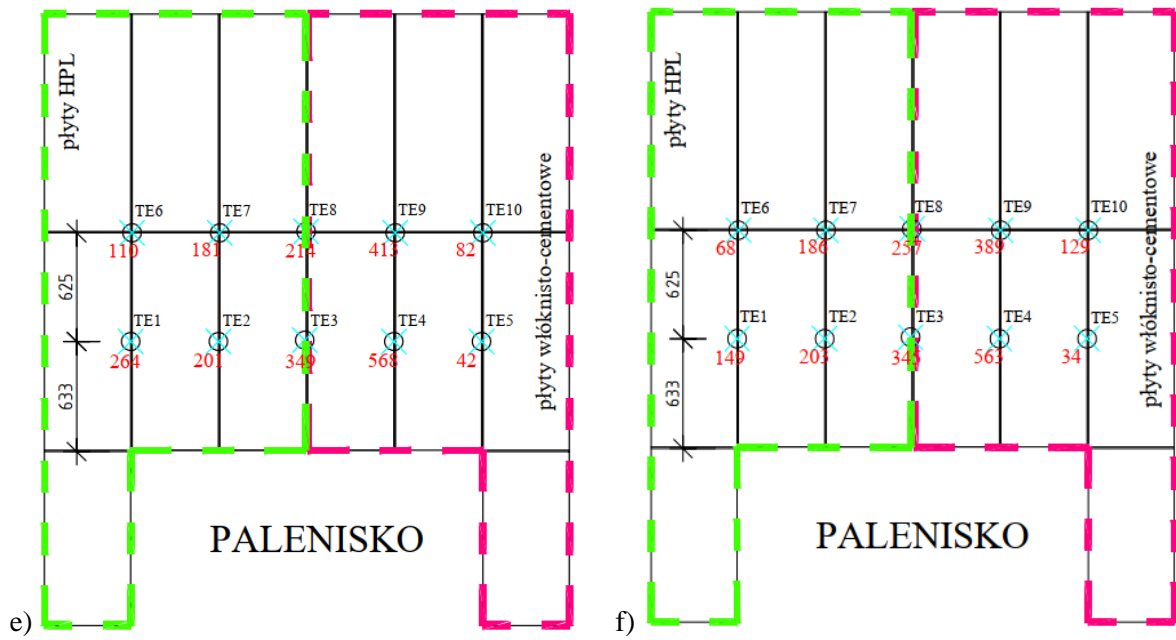 płyty HPL
TE6 TE7 TE8 TE9 TE10
110 181 214 413 82
625
TE1 TE2 TE3 TE4 TE5
264 201 349 568 42
633
płyty włóknisto-cementowe
PALENISKO
e)
płyty HPL
TE6 TE7 TE8 TE9 TE10
68 186 257 389 129
625
TE1 TE2 TE3 TE4 TE5
149 203 563 34
633
płyty włóknisto-cementowe
PALENISKO
f)